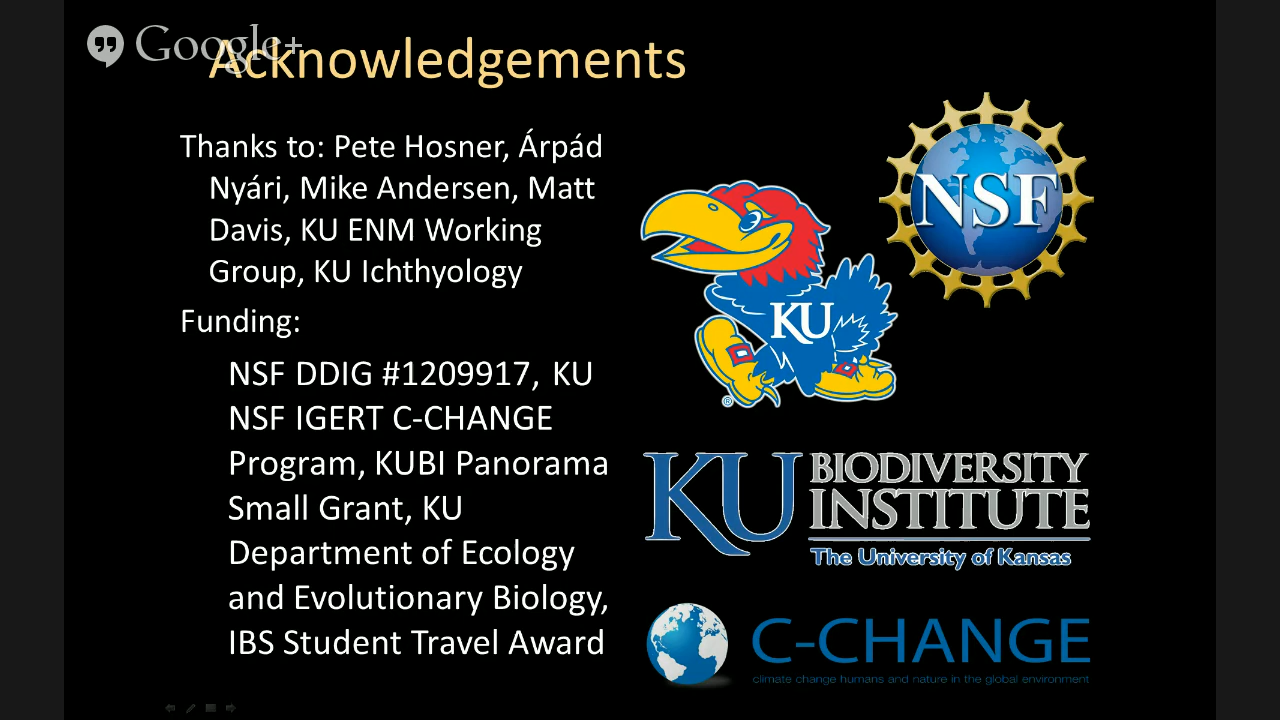 Google+
Acknowledgements
Thanks to: Pete Hosner, Árpád
Nyári, Mike Andersen, Matt
Davis, KU ENM Working
Group, KU Ichthyology
Funding:
NSF DDIG #1209917, KU
NSF IGERT C-CHANGE
Program, KUBI Panorama
Small Grant, KU
Department of Ecology
and Evolutionary Biology,
IBS Student Travel Award
NSF
KU
®
KU BIODIVERSITY
INSTITUTE
The University of Kansas
C-CHANGE
climate change humans and nature in the global environment